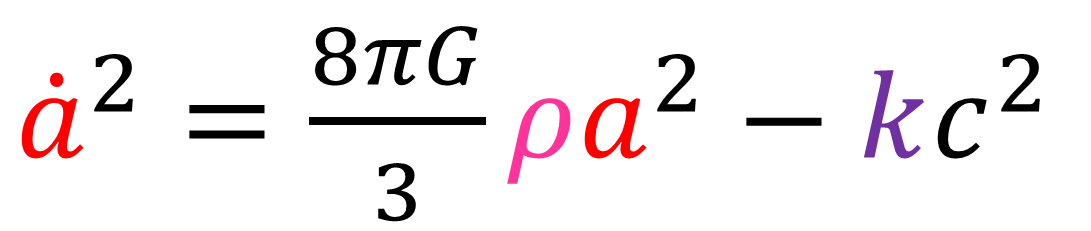 ȧ² = 8πG/3 ρa² − kc²